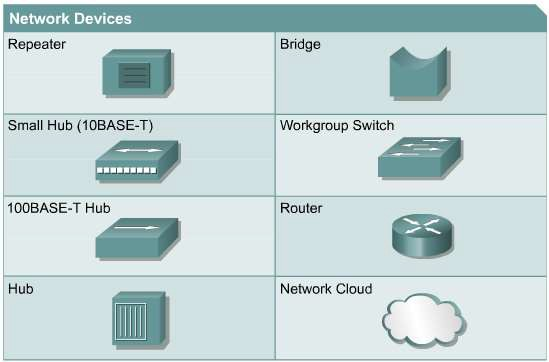 Network Devices
Repeater
Bridge
Small Hub (10BASE-T)
Workgroup Switch
100BASE-T Hub
Router
Hub
Network Cloud